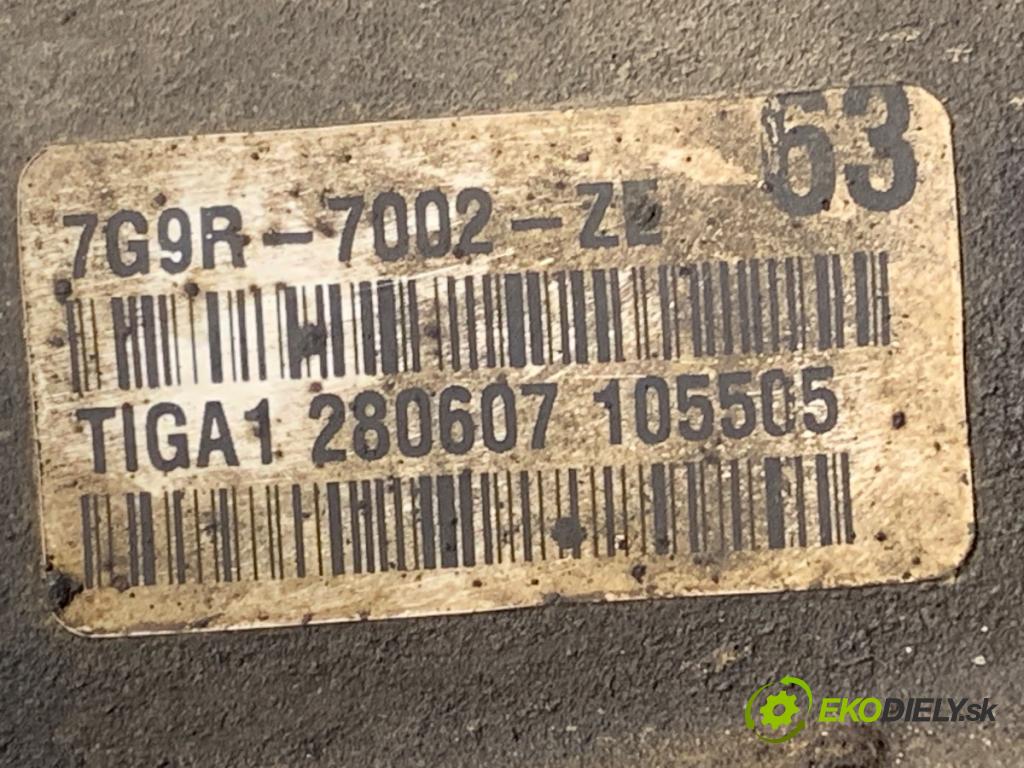 63
7G9R-7002-ZE
TIGA1 280607 105505
EKODIELY.sk